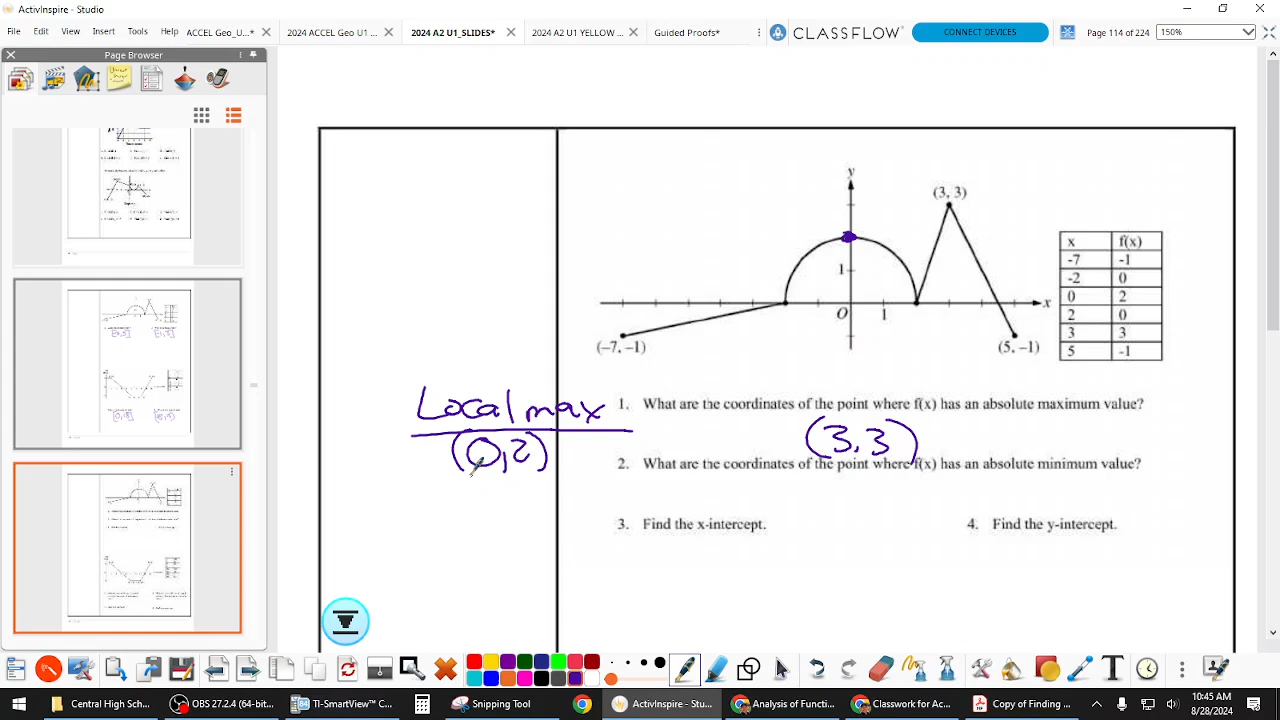 ActivInspire - Studio
File Edit View Insert Tools Help
ACCEL Geo_U...*
2024 A2 U1_SLIDES*
2024 A2 U1 YELLOW ...
Guided Proofs*
CLASSFLOW
CONNECT DEVICES
Page 114 of 224
150%
Page Browser
y
(3, 3)
1
O
1
x
(−7, −1)
(5, −1)
x f(x)
-7 -1
-2 0
0 2
2 0
3 3
5 -1
Local max
(0,2)
1. What are the coordinates of the point where f(x) has an absolute maximum value?
(3,3)
2. What are the coordinates of the point where f(x) has an absolute minimum value?
3. Find the x-intercept.
4. Find the y-intercept.
Central High Sch...
OBS 27.2.4 (64-bit...
TI-SmartView™ C...
Snipping Tool
ActivInspire - Stu...
Analysis of Functi...
Classwork for Ac...
Copy of Finding ...
10:45 AM
8/28/2024